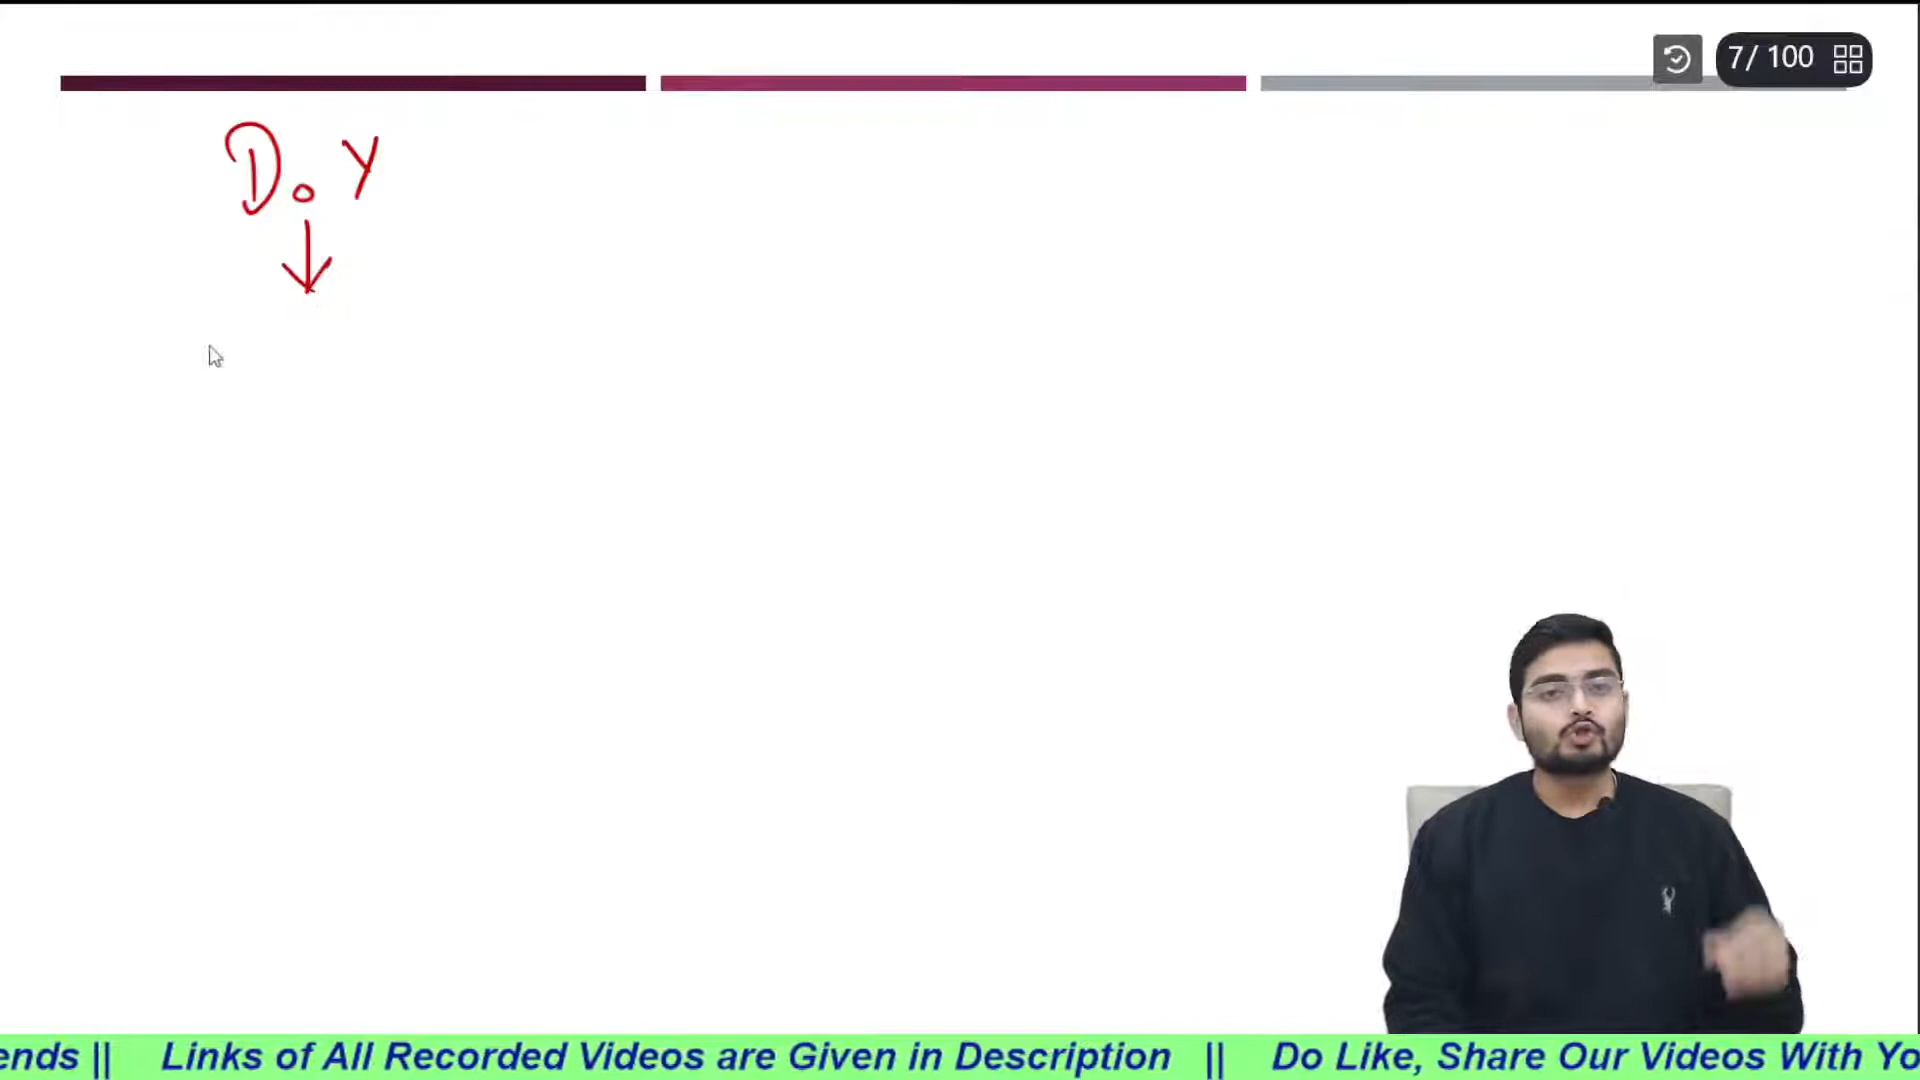 7/ 100
D. Y
ends || Links of All Recorded Videos are Given in Description || Do Like, Share Our Videos With Yo